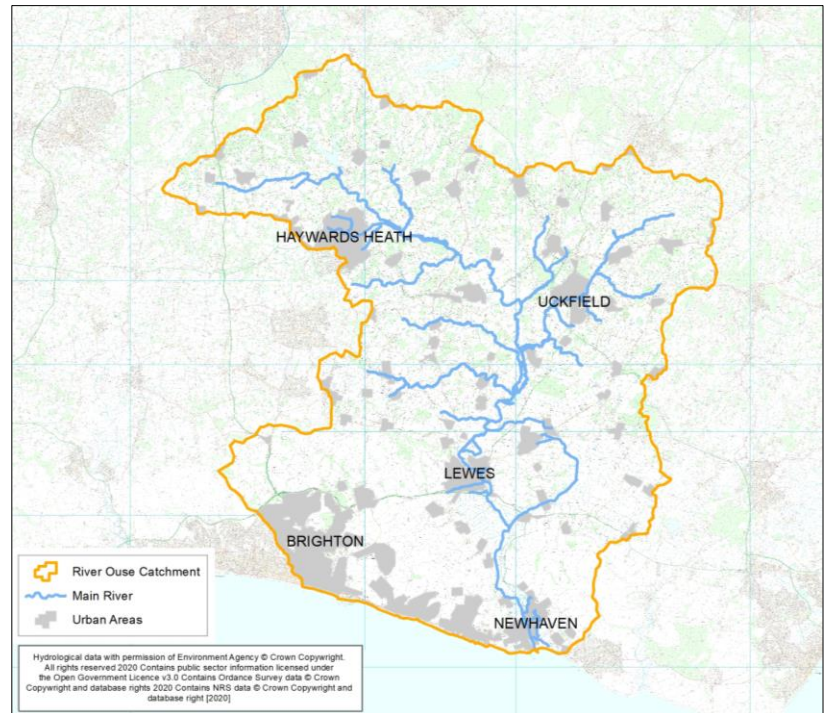 HAYWARDS HEATH
UCKFIELD
LEWES
BRIGHTON
NEWHAVEN
River Ouse Catchment
Main River
Urban Areas
Hydrological data with permission of Environment Agency © Crown Copyright.
All rights reserved 2020 Contains public sector information licensed under
the Open Government Licence v3.0 Contains Ordance Survey data © Crown
Copyright and database rights 2020 Contains NRS data © Crown Copyright and
database right [2020]